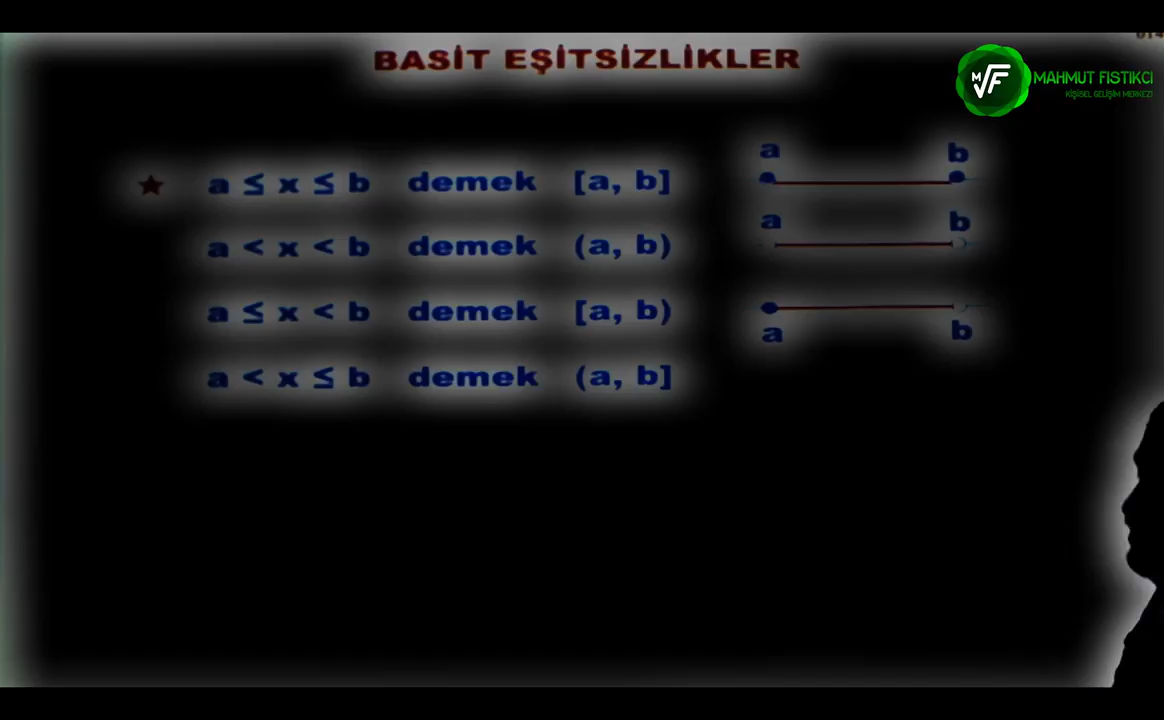 BASİT EŞİTSİZLİKLER
MAHMUT FISTIKCI
KİŞİSEL GELİŞİM MERKEZİ
★ a ≤ x ≤ b demek [a, b]
a b
a < x < b demek (a, b)
a b
a ≤ x < b demek [a, b)
a b
a < x ≤ b demek (a, b]